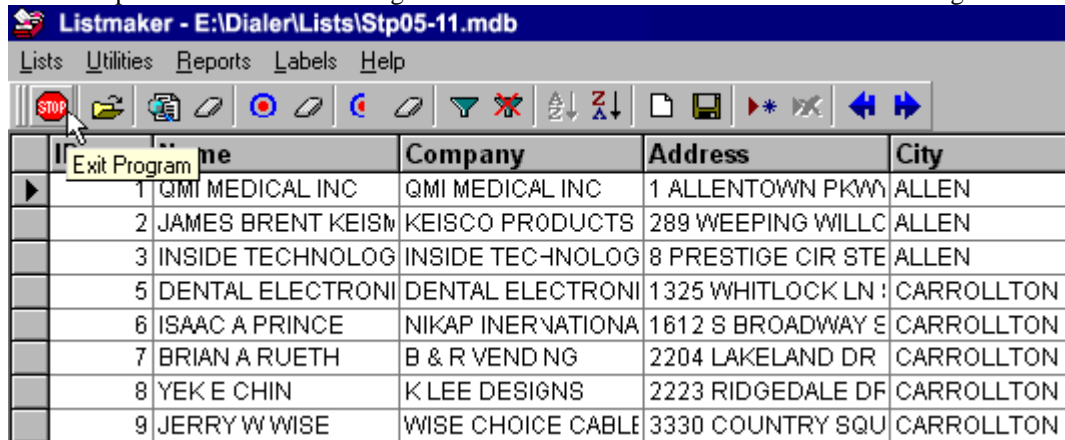 Listmaker - E:\Dialer\Lists\Stp05-11.mdb
Lists Utilities Reports Labels Help
STOP
Exit Program
Name Company Address City
1 QMI MEDICAL INC QMI MEDICAL INC 1 ALLENTOWN PKWY ALLEN
2 JAMES BRENT KEISM KEISCO PRODUCTS 289 WEEPING WILLO ALLEN
3 INSIDE TECHNOLOG INSIDE TECHNOLOG 8 PRESTIGE CIR STE ALLEN
5 DENTAL ELECTRONI DENTAL ELECTRONI 1325 WHITLOCK LN CARROLLTON
6 ISAAC A PRINCE NIKAP INERNATIONA 1612 S BROADWAY CARROLLTON
7 BRIAN A RUETH B & R VENDING 2204 LAKELAND DR CARROLLTON
8 YEK E CHIN K LEE DESIGNS 2223 RIDGEDALE DR CARROLLTON
9 JERRY W WISE WISE CHOICE CABLE 3330 COUNTRY SQU CARROLLTON